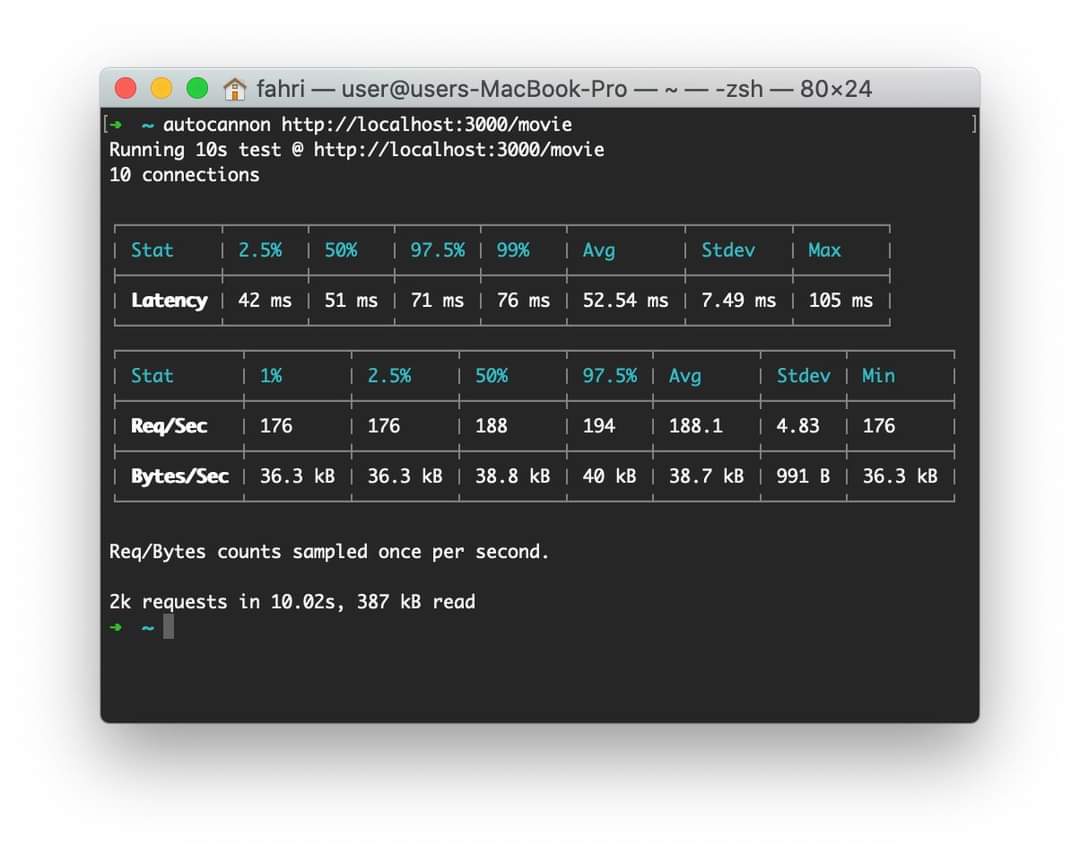 fahri — user@users-MacBook-Pro — ~ — -zsh — 80×24
[➜ ~ autocannon http://localhost:3000/movie ]
Running 10s test @ http://localhost:3000/movie
10 connections
Stat | 2.5% | 50% | 97.5% | 99% | Avg | Stdev | Max
Latency | 42 ms | 51 ms | 71 ms | 76 ms | 52.54 ms | 7.49 ms | 105 ms
Stat | 1% | 2.5% | 50% | 97.5% | Avg | Stdev | Min
Req/Sec | 176 | 176 | 188 | 194 | 188.1 | 4.83 | 176
Bytes/Sec | 36.3 kB | 36.3 kB | 38.8 kB | 40 kB | 38.7 kB | 991 B | 36.3 kB
Req/Bytes counts sampled once per second.
2k requests in 10.02s, 387 kB read
➜ ~